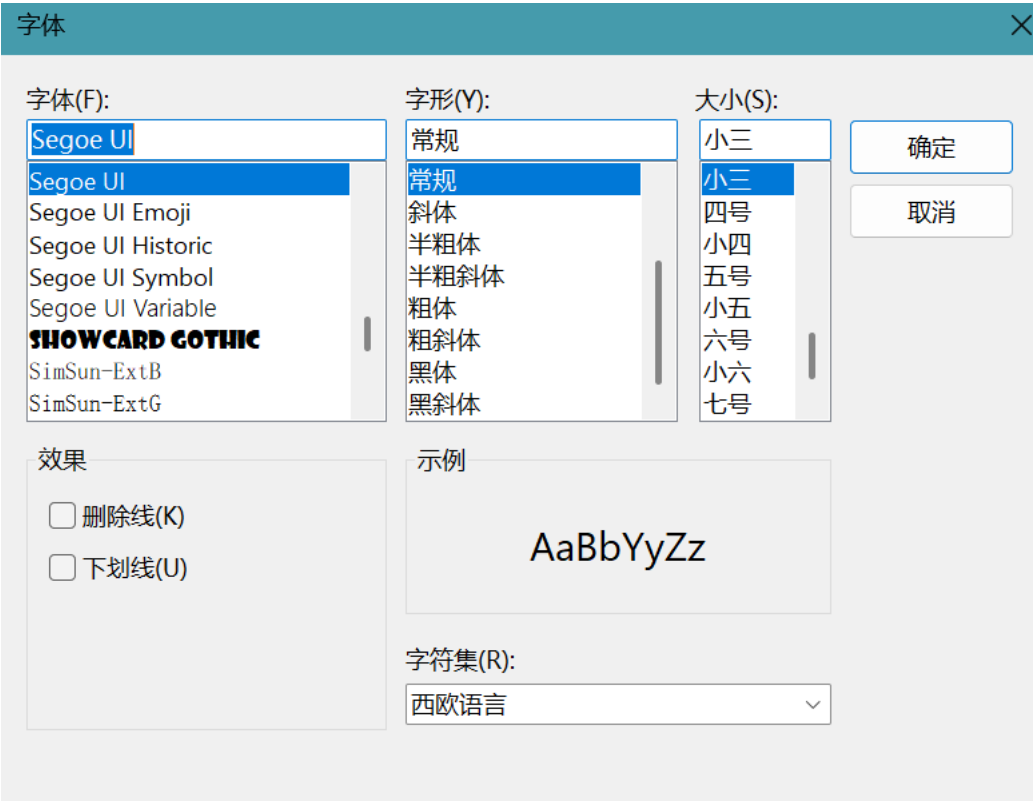 字体
字体(F):
Segoe UI
Segoe UI
Segoe UI Emoji
Segoe UI Historic
Segoe UI Symbol
Segoe UI Variable
SHOWCARD GOTHIC
SimSun-ExtB
SimSun-ExtG
字形(Y):
常规
常规
斜体
半粗体
半粗斜体
粗体
粗斜体
黑体
黑斜体
大小(S):
小三
小三
四号
小四
五号
小五
六号
小六
七号
确定
取消
效果
删除线(K)
下划线(U)
示例
AaBbYyZz
字符集(R):
西欧语言